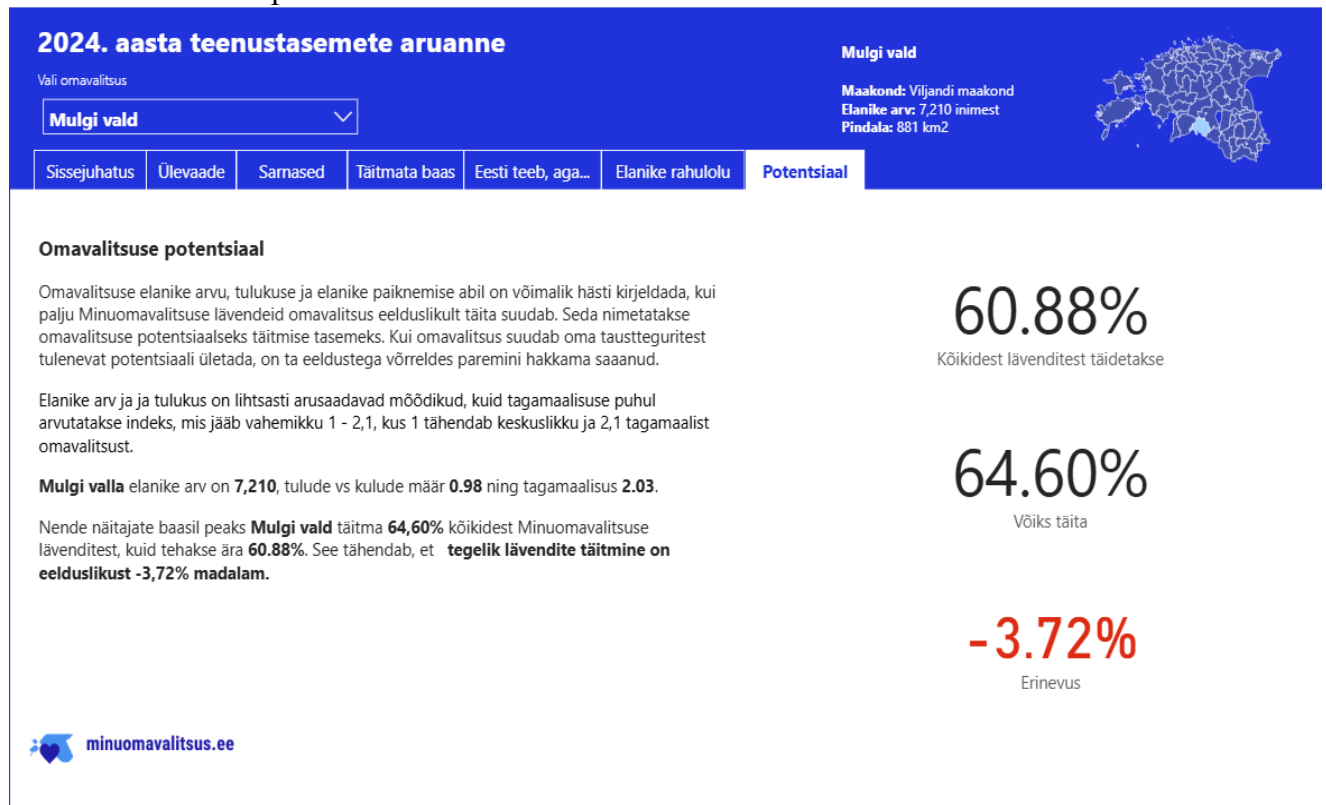 2024. aasta teenustasemete aruanne
Vali omavalitsus
Mulgi vald
Mulgi vald
Maakond: Viljandi maakond
Elanike arv: 7,210 inimest
Pindala: 881 km2
Sissejuhatus Ülevaade Sarnased Täitmata baas Eesti teeb, aga... Elanike rahulolu Potentsiaal
Omavalitsuse potentsiaal
Omavalitsuse elanike arvu, tulukuse ja elanike paiknemise abil on võimalik hästi kirjeldada, kui
palju Minuomavalitsuse lävendeid omavalitsus eelduslikult täita suudab. Seda nimetatakse
omavalitsuse potentsiaalseks täitmise tasemeks. Kui omavalitsus suudab oma taustteguritest
tulenevat potentsiaali ületada, on ta eeldustega võrreldes paremini hakkama saaanud.
Elanike arv ja ja tulukus on lihtsasti arusaadavad mõõdikud, kuid tagamaalisuse puhul
arvutatakse indeks, mis jääb vahemikku 1 - 2,1, kus 1 tähendab keskuslikku ja 2,1 tagamaalist
omavalitsust.
Mulgi valla elanike arv on 7,210, tulude vs kulude määr 0.98 ning tagamaalisus 2.03.
Nende näitajate baasil peaks Mulgi vald täitma 64,60% kõikidest Minuomavalitsuse
lävenditest, kuid tehakse ära 60.88%. See tähendab, et tegelik lävendite täitmine on
eelduslikust -3,72% madalam.
60.88%
Kõikidest lävenditest täidetakse
64.60%
Võiks täita
-3.72%
Erinevus
minuomavalitsus.ee